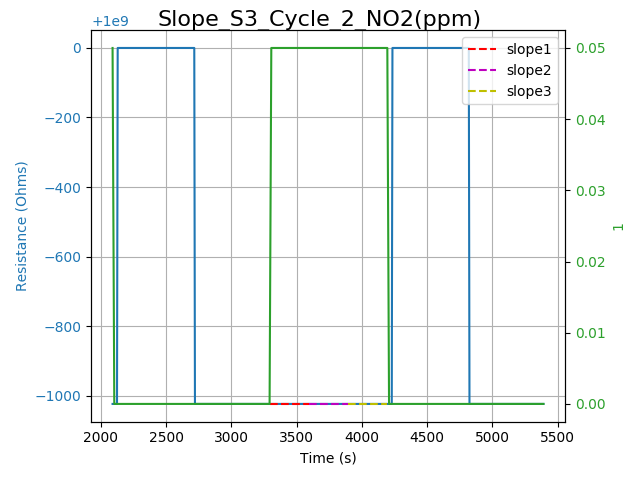 Slope_S3_Cycle_2_NO2(ppm)
+1e9
0
−200
−400
−600
−800
−1000
Resistance (Ohms)
slope1
slope2
slope3
0.05
0.04
0.03
0.02
0.01
0.00
1
2000 2500 3000 3500 4000 4500 5000 5500
Time (s)